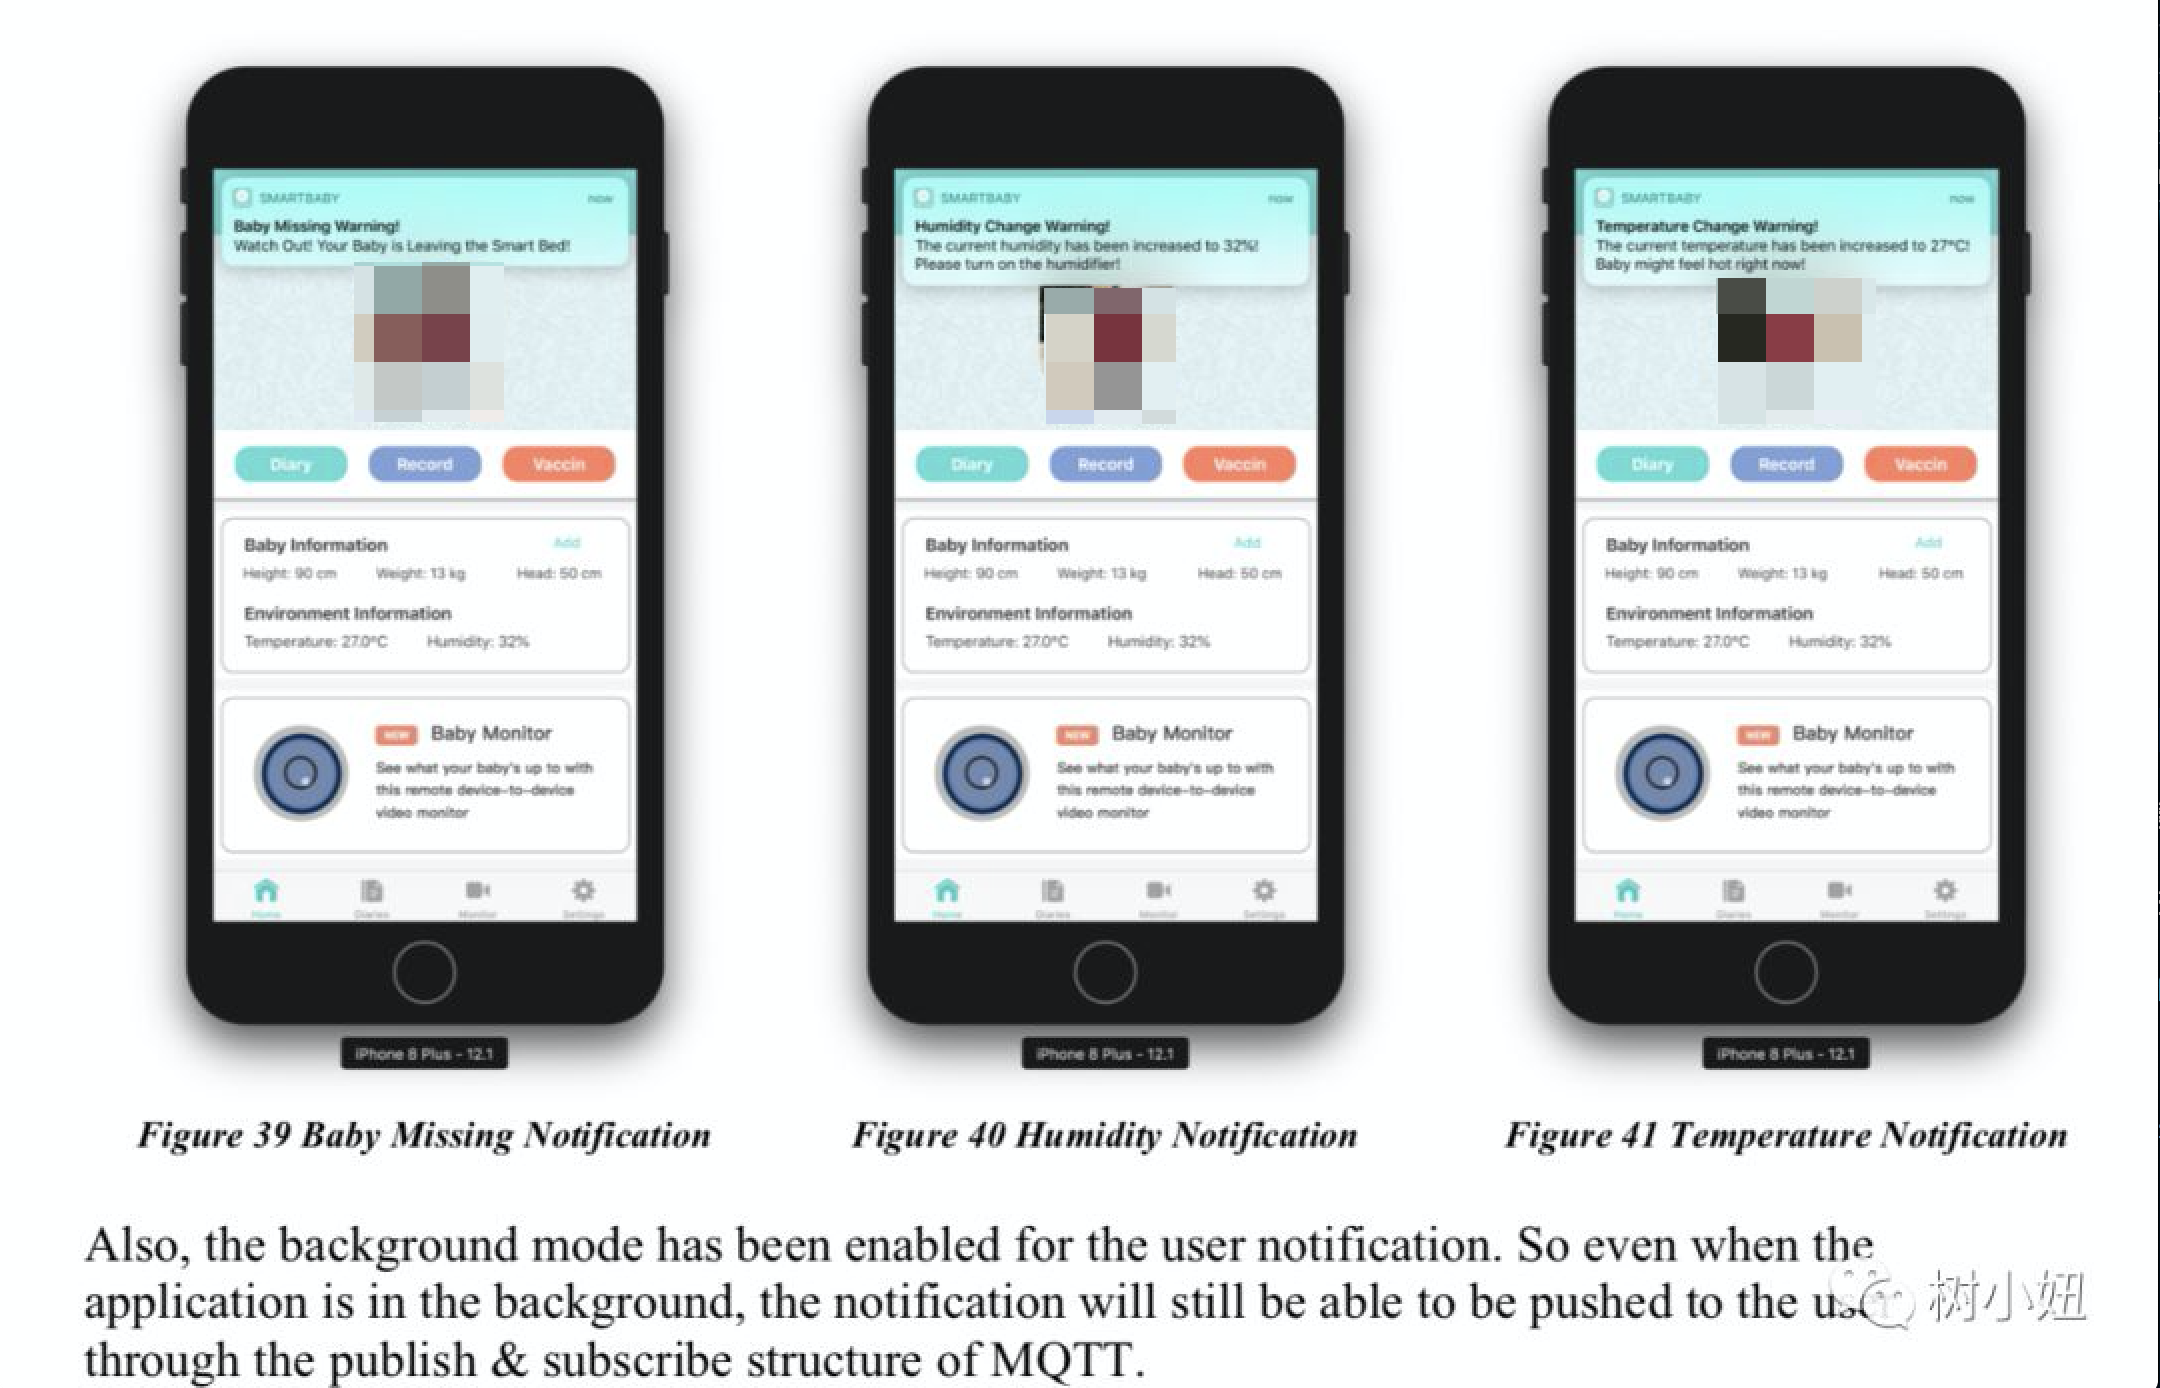 SMARTBABY now
Baby Missing Warning!
Watch Out! Your Baby is Leaving the Smart Bed!
Diary Record Vaccin
Baby Information Add
Height: 90 cm Weight: 13 kg Head: 50 cm
Environment Information
Temperature: 27.0°C Humidity: 32%
NEW Baby Monitor
See what your baby's up to with
this remote device-to-device
video monitor
Home Diaries Monitor Settings
iPhone 8 Plus - 12.1
Figure 39 Baby Missing Notification
SMARTBABY now
Humidity Change Warning!
The current humidity has been increased to 32%!
Please turn on the humidifier!
Diary Record Vaccin
Baby Information Add
Height: 90 cm Weight: 13 kg Head: 50 cm
Environment Information
Temperature: 27.0°C Humidity: 32%
NEW Baby Monitor
See what your baby's up to with
this remote device-to-device
video monitor
Home Diaries Monitor Settings
iPhone 8 Plus - 12.1
Figure 40 Humidity Notification
SMARTBABY now
Temperature Change Warning!
The current temperature has been increased to 27°C!
Baby might feel hot right now!
Diary Record Vaccin
Baby Information Add
Height: 90 cm Weight: 13 kg Head: 50 cm
Environment Information
Temperature: 27.0°C Humidity: 32%
NEW Baby Monitor
See what your baby's up to with
this remote device-to-device
video monitor
Home Diaries Monitor Settings
iPhone 8 Plus - 12.1
Figure 41 Temperature Notification
Also, the background mode has been enabled for the user notification. So even when the
application is in the background, the notification will still be able to be pushed to the user
through the publish & subscribe structure of MQTT.
树小妞